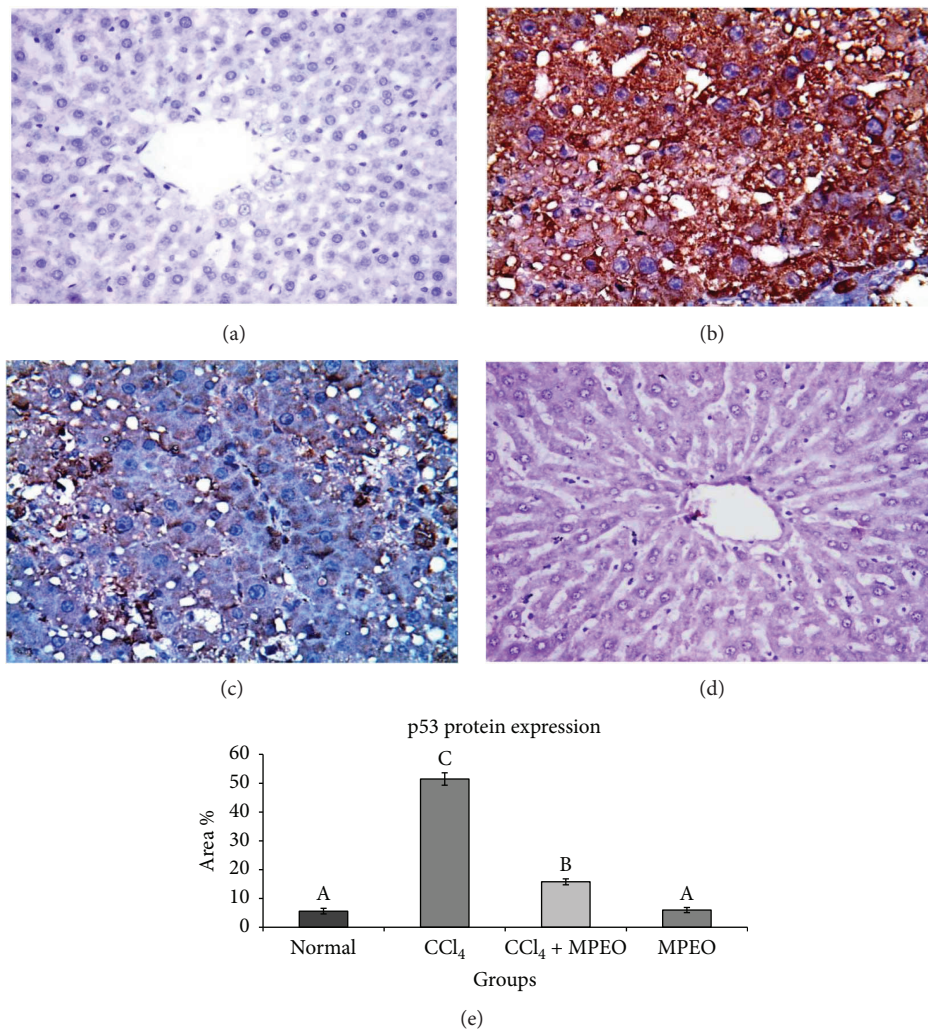 (a)
(b)
(c)
(d)
p53 protein expression
60
50
40
30
20
10
0
Area %
A
C
B
A
Normal
CCl₄
CCl₄ + MPEO
MPEO
Groups
(e)